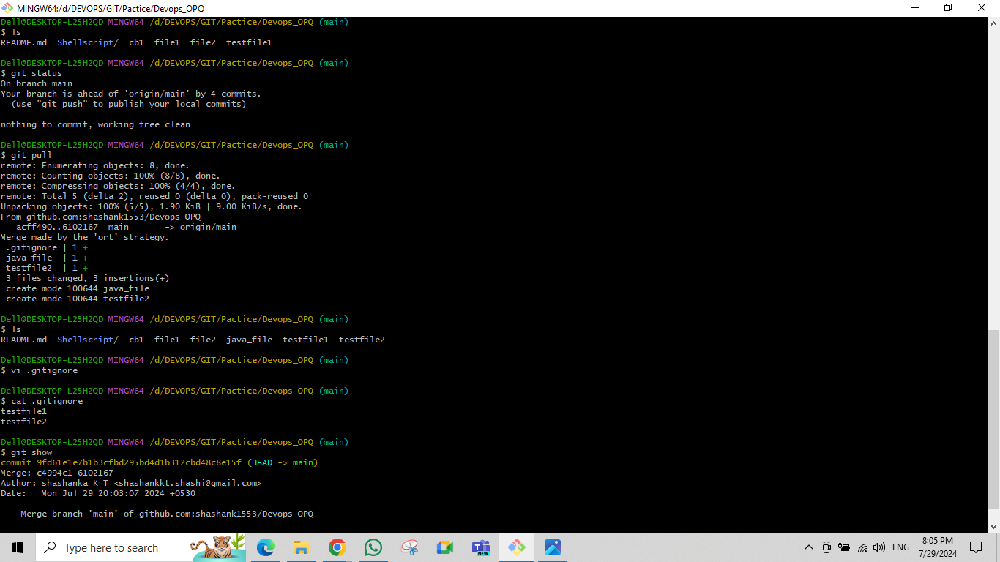 MINGW64:/d/DEVOPS/GIT/Pactice/Devops_OPQ
Dell@DESKTOP-L25H2QD MINGW64 /d/DEVOPS/GIT/Pactice/Devops_OPQ (main)
$ ls
README.md  Shellscript/  cb1  file1  file2  testfile1
Dell@DESKTOP-L25H2QD MINGW64 /d/DEVOPS/GIT/Pactice/Devops_OPQ (main)
$ git status
On branch main
Your branch is ahead of 'origin/main' by 4 commits.
  (use "git push" to publish your local commits)
nothing to commit, working tree clean
Dell@DESKTOP-L25H2QD MINGW64 /d/DEVOPS/GIT/Pactice/Devops_OPQ (main)
$ git pull
remote: Enumerating objects: 8, done.
remote: Counting objects: 100% (8/8), done.
remote: Compressing objects: 100% (4/4), done.
remote: Total 5 (delta 2), reused 0 (delta 0), pack-reused 0
Unpacking objects: 100% (5/5), 1.90 KiB | 9.00 KiB/s, done.
From github.com:shashank1553/Devops_OPQ
   acff490..6102167  main       -> origin/main
Merge made by the 'ort' strategy.
 .gitignore | 1 +
 java_file  | 1 +
 testfile2  | 1 +
 3 files changed, 3 insertions(+)
 create mode 100644 java_file
 create mode 100644 testfile2
Dell@DESKTOP-L25H2QD MINGW64 /d/DEVOPS/GIT/Pactice/Devops_OPQ (main)
$ ls
README.md  Shellscript/  cb1  file1  file2  java_file  testfile1  testfile2
Dell@DESKTOP-L25H2QD MINGW64 /d/DEVOPS/GIT/Pactice/Devops_OPQ (main)
$ vi .gitignore
Dell@DESKTOP-L25H2QD MINGW64 /d/DEVOPS/GIT/Pactice/Devops_OPQ (main)
$ cat .gitignore
testfile1
testfile2
Dell@DESKTOP-L25H2QD MINGW64 /d/DEVOPS/GIT/Pactice/Devops_OPQ (main)
$ git show
commit 9fd61e1e7b1b3cfbd295bd4d1b312cbd48c8e15f (HEAD -> main)
Merge: c4994c1 6102167
Author: shashanka K T <shashankkt.shashi@gmail.com>
Date:   Mon Jul 29 20:03:07 2024 +0530
    Merge branch 'main' of github.com:shashank1553/Devops_OPQ
Type here to search
NEW
ENG
8:05 PM
7/29/2024